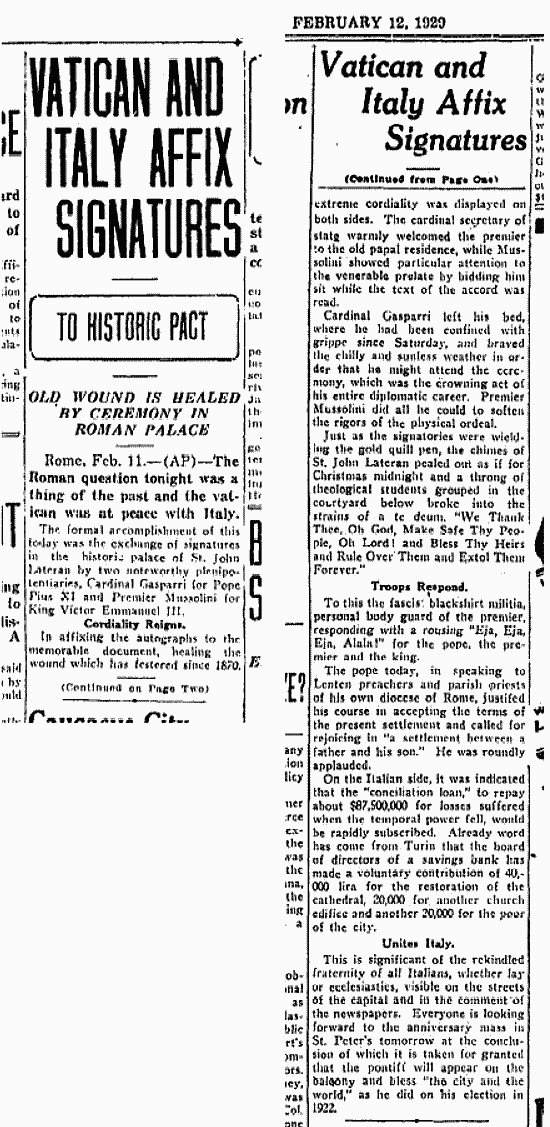 FEBRUARY 12, 1929
VATICAN AND
ITALY AFFIX
SIGNATURES
TO HISTORIC PACT
OLD WOUND IS HEALED
BY CEREMONY IN
ROMAN PALACE
Rome, Feb. 11.—(AP)—The
Roman question tonight was a
thing of the past and the vat-
ican was at peace with Italy.
The formal accomplishment of this
today was the exchange of signatures
in the historic palace of St. John
Lateran by two noteworthy plenipo-
tentiaries, Cardinal Gasparri for Pope
Pius XI and Premier Mussolini for
King Victor Emmanuel III.
Cordiality Reigns.
In affixing the autographs to the
memorable document, healing the
wound which has festered since 1870,
(Continued on Page Two)
Caucasus City
Vatican and
Italy Affix
Signatures
(Continued from Page One)
extreme cordiality was displayed on
both sides. The cardinal secretary of
state warmly welcomed the premier
to the old papal residence, while Mus-
solini showed particular attention to
the venerable prelate by bidding him
sit while the text of the accord was
read.
Cardinal Gasparri left his bed,
where he had been confined with
grippe since Saturday, and braved
the chilly and sunless weather in or-
der that he might attend the cere-
mony, which was the crowning act of
his entire diplomatic career. Premier
Mussolini did all he could to soften
the rigors of the physical ordeal.
Just as the signatories were wield-
ing the gold quill pen, the chimes of
St. John Lateran pealed out as if for
Christmas midnight and a throng of
theological students grouped in the
courtyard below broke into the
strains of a te deum. "We Thank
Thee, Oh God, Make Safe Thy Peo-
ple, Oh Lord! and Bless Thy Heirs
and Rule Over Them and Extol Them
Forever."
Troops Respond.
To this the fascist blackshirt militia,
personal body guard of the premier,
responding with a rousing "Eja, Eja,
Eja, Alala!" for the pope, the pre-
mier and the king.
The pope today, in speaking to
Lenten preachers and parish priests
of his own diocese of Rome, justifed
his course in accepting the terms of
the present settlement and called for
rejoicing in "a settlement between a
father and his son." He was roundly
applauded.
On the Italian side, it was indicated
that the "conciliation loan," to repay
about $87,500,000 for losses suffered
when the temporal power fell, would
be rapidly subscribed. Already word
has come from Turin that the board
of directors of a savings bank has
made a voluntary contribution of 40,-
000 lira for the restoration of the
cathedral, 20,000 for another church
edifice and another 20,000 for the poor
of the city.
Unites Italy.
This is significant of the rekindled
fraternity of all Italians, whether lay
or ecclesiastics, visible on the streets
of the capital and in the comment of
the newspapers. Everyone is looking
forward to the anniversary mass in
St. Peter's tomorrow at the conclu-
sion of which it is taken for granted
that the pontiff will appear on the
balcony and bless "the city and the
world," as he did on his election in
1922.